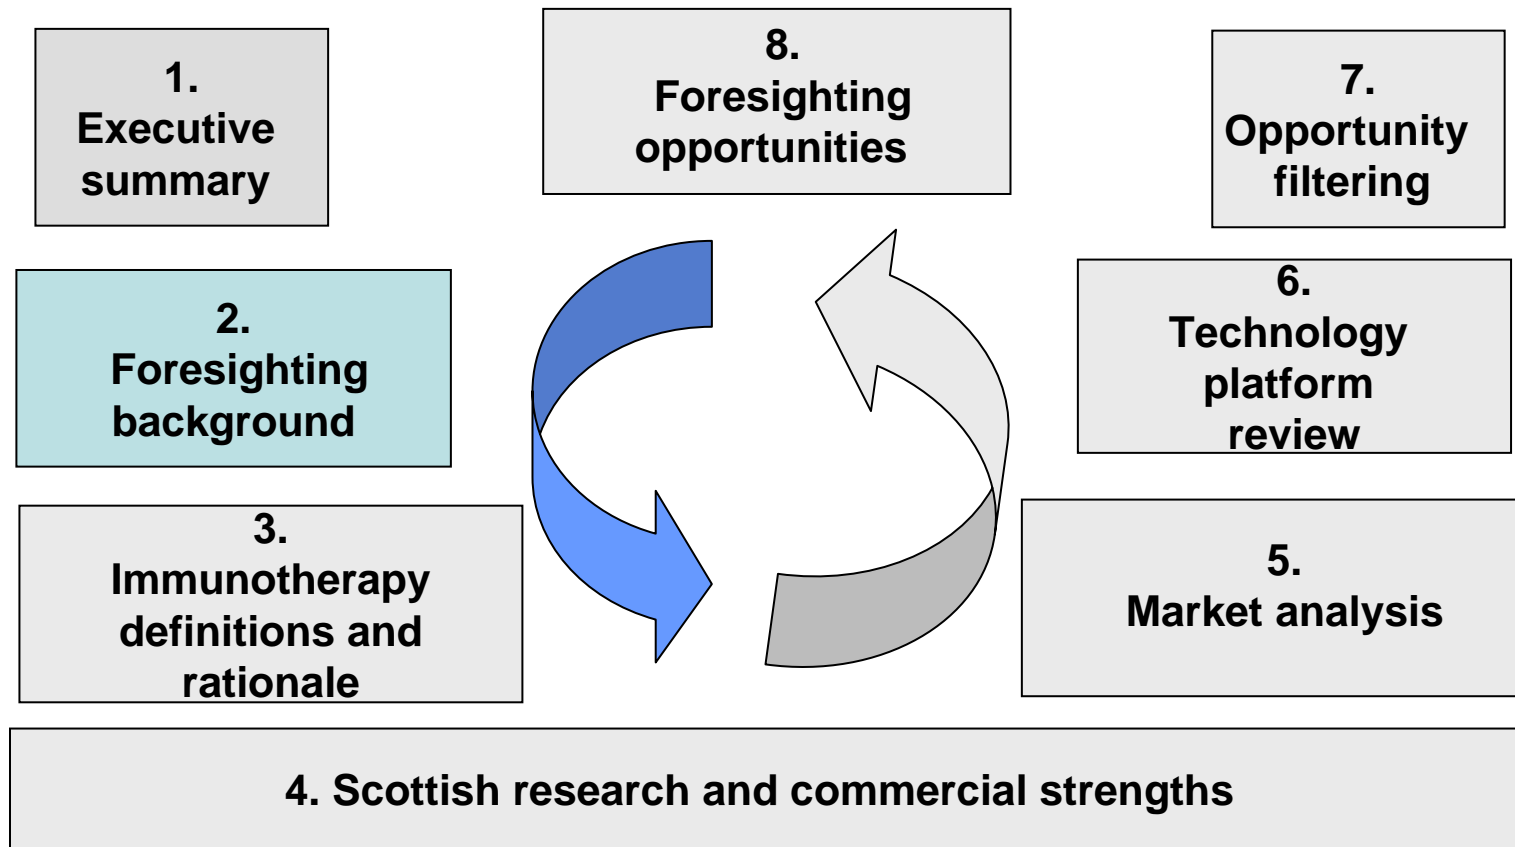 1.
Executive
summary
2.
Foresighting
background
3.
Immunotherapy
definitions and
rationale
4. Scottish research and commercial strengths
5.
Market analysis
6.
Technology
platform
review
7.
Opportunity
filtering
8.
Foresighting
opportunities